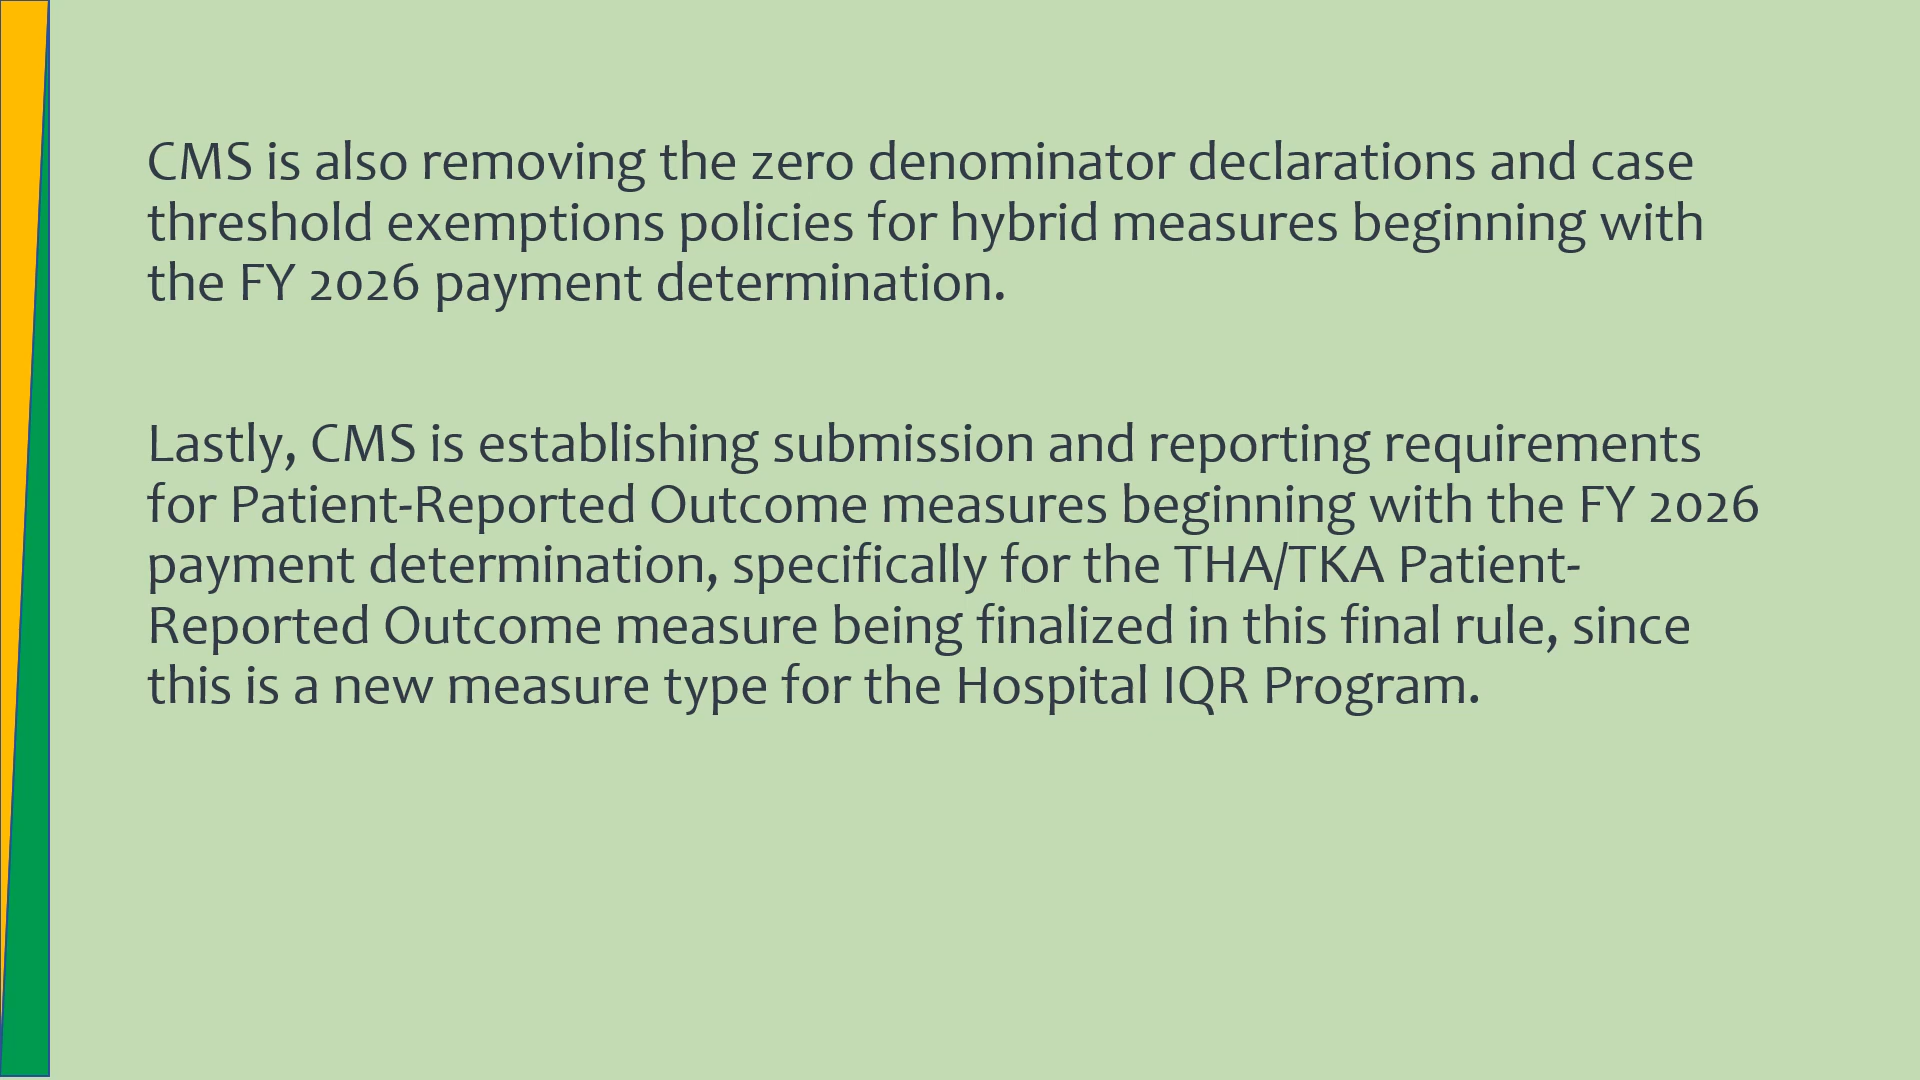 CMS is also removing the zero denominator declarations and case
threshold exemptions policies for hybrid measures beginning with
the FY 2026 payment determination.
Lastly, CMS is establishing submission and reporting requirements
for Patient-Reported Outcome measures beginning with the FY 2026
payment determination, specifically for the THA/TKA Patient-
Reported Outcome measure being finalized in this final rule, since
this is a new measure type for the Hospital IQR Program.